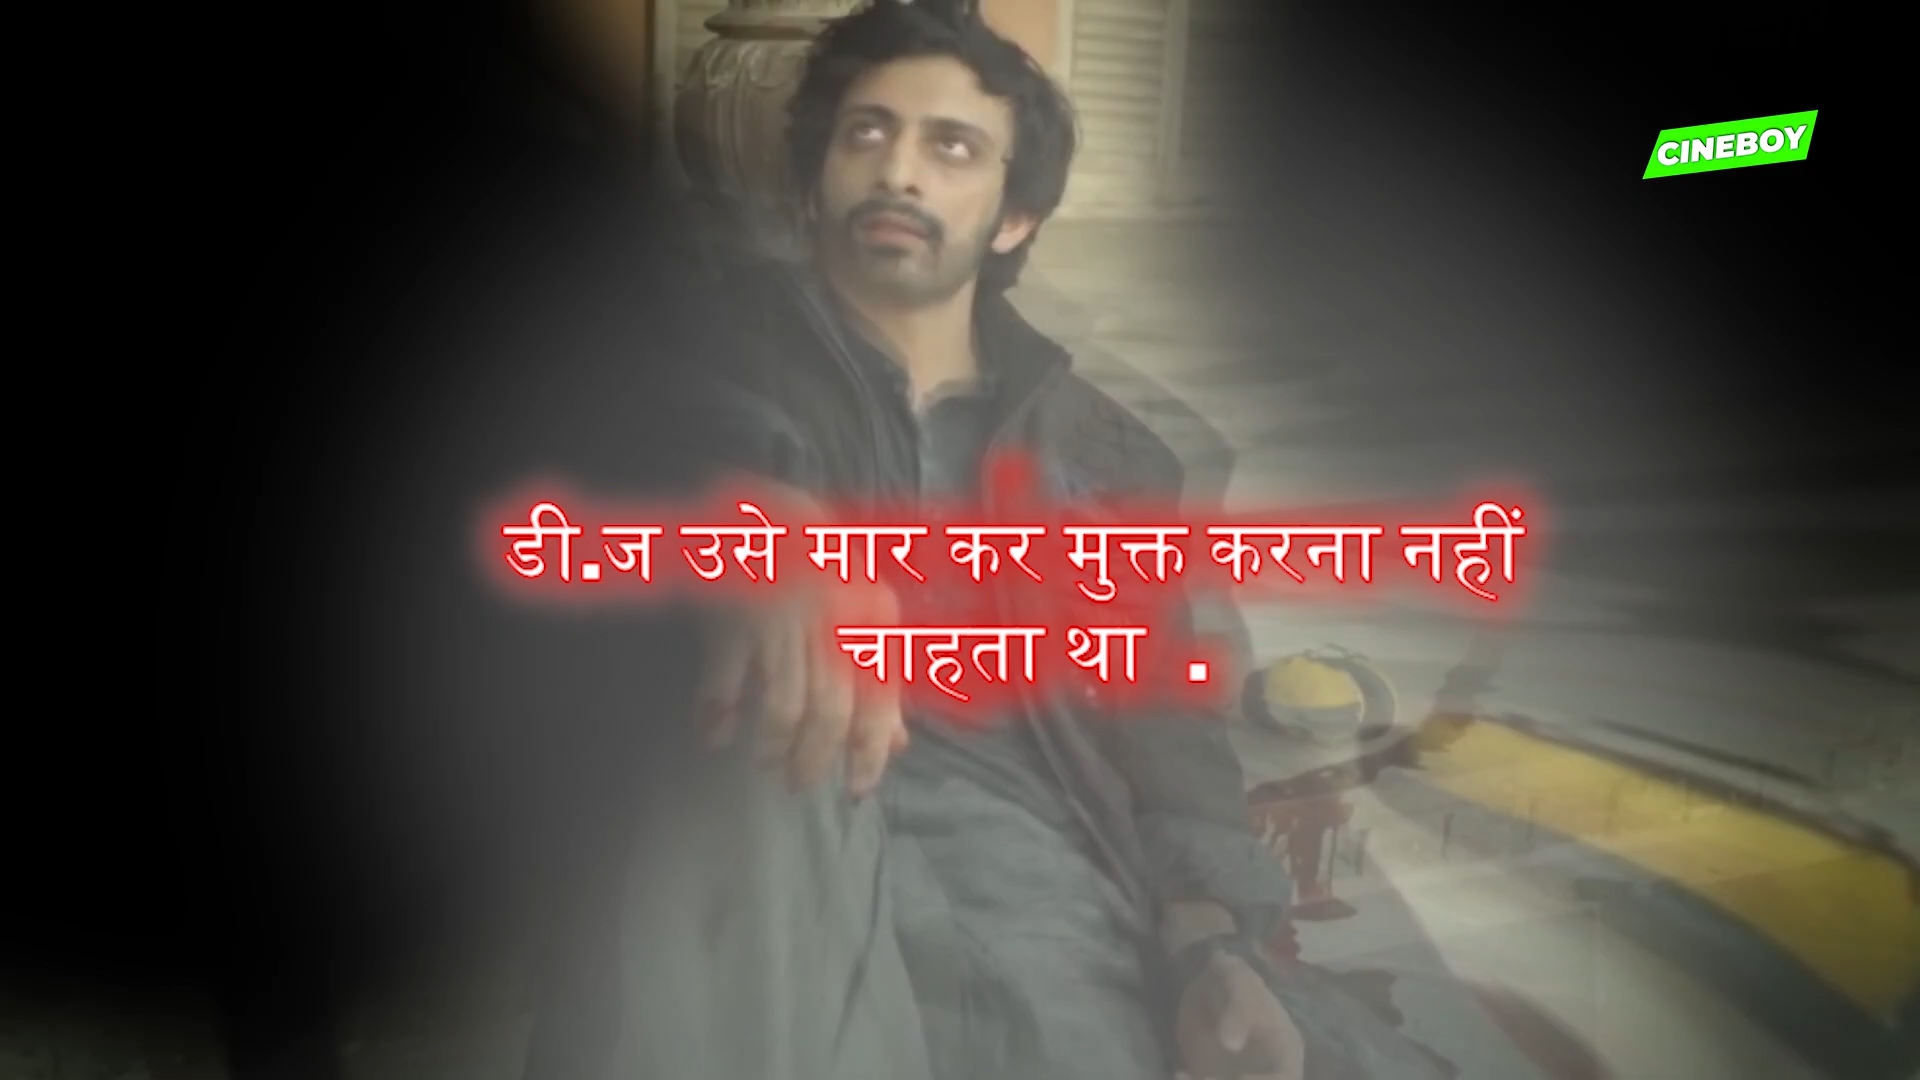 CINEBOY
डी.ज उसे मार कर मुक्त करना नहीं
चाहता था .